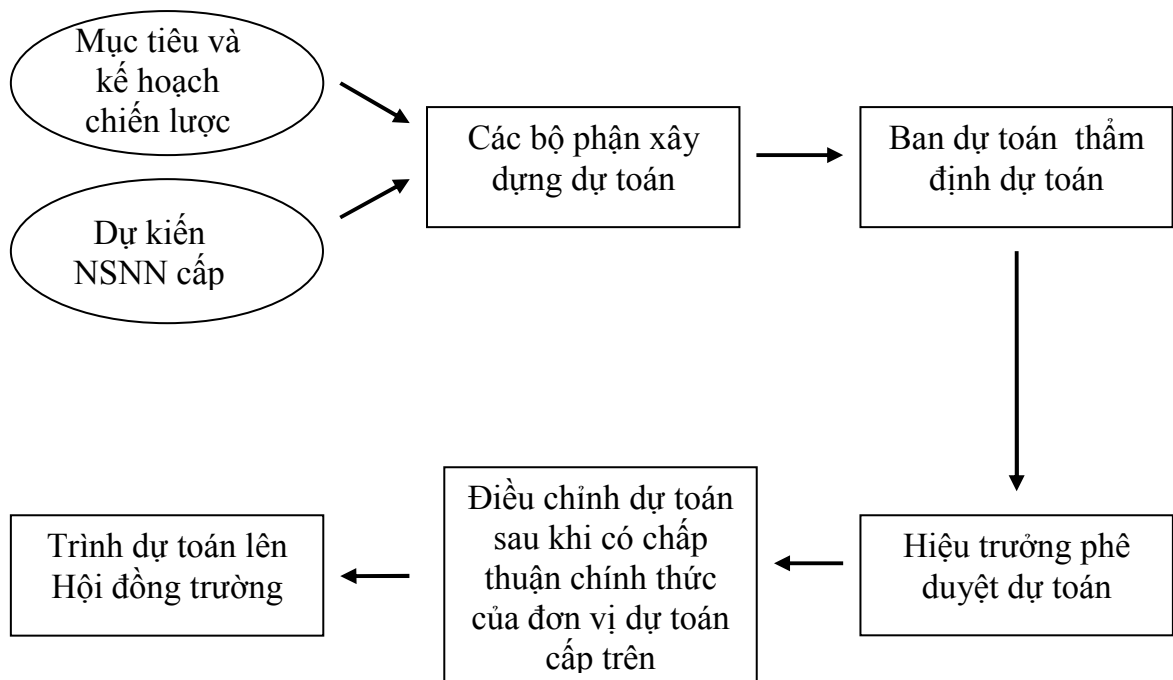 Mục tiêu và
kế hoạch
chiến lược
Dự kiến
NSNN cấp
Các bộ phận xây
dựng dự toán
Ban dự toán thẩm
định dự toán
Trình dự toán lên
Hội đồng trường
Điều chỉnh dự toán
sau khi có chấp
thuận chính thức
của đơn vị dự toán
cấp trên
Hiệu trưởng phê
duyệt dự toán